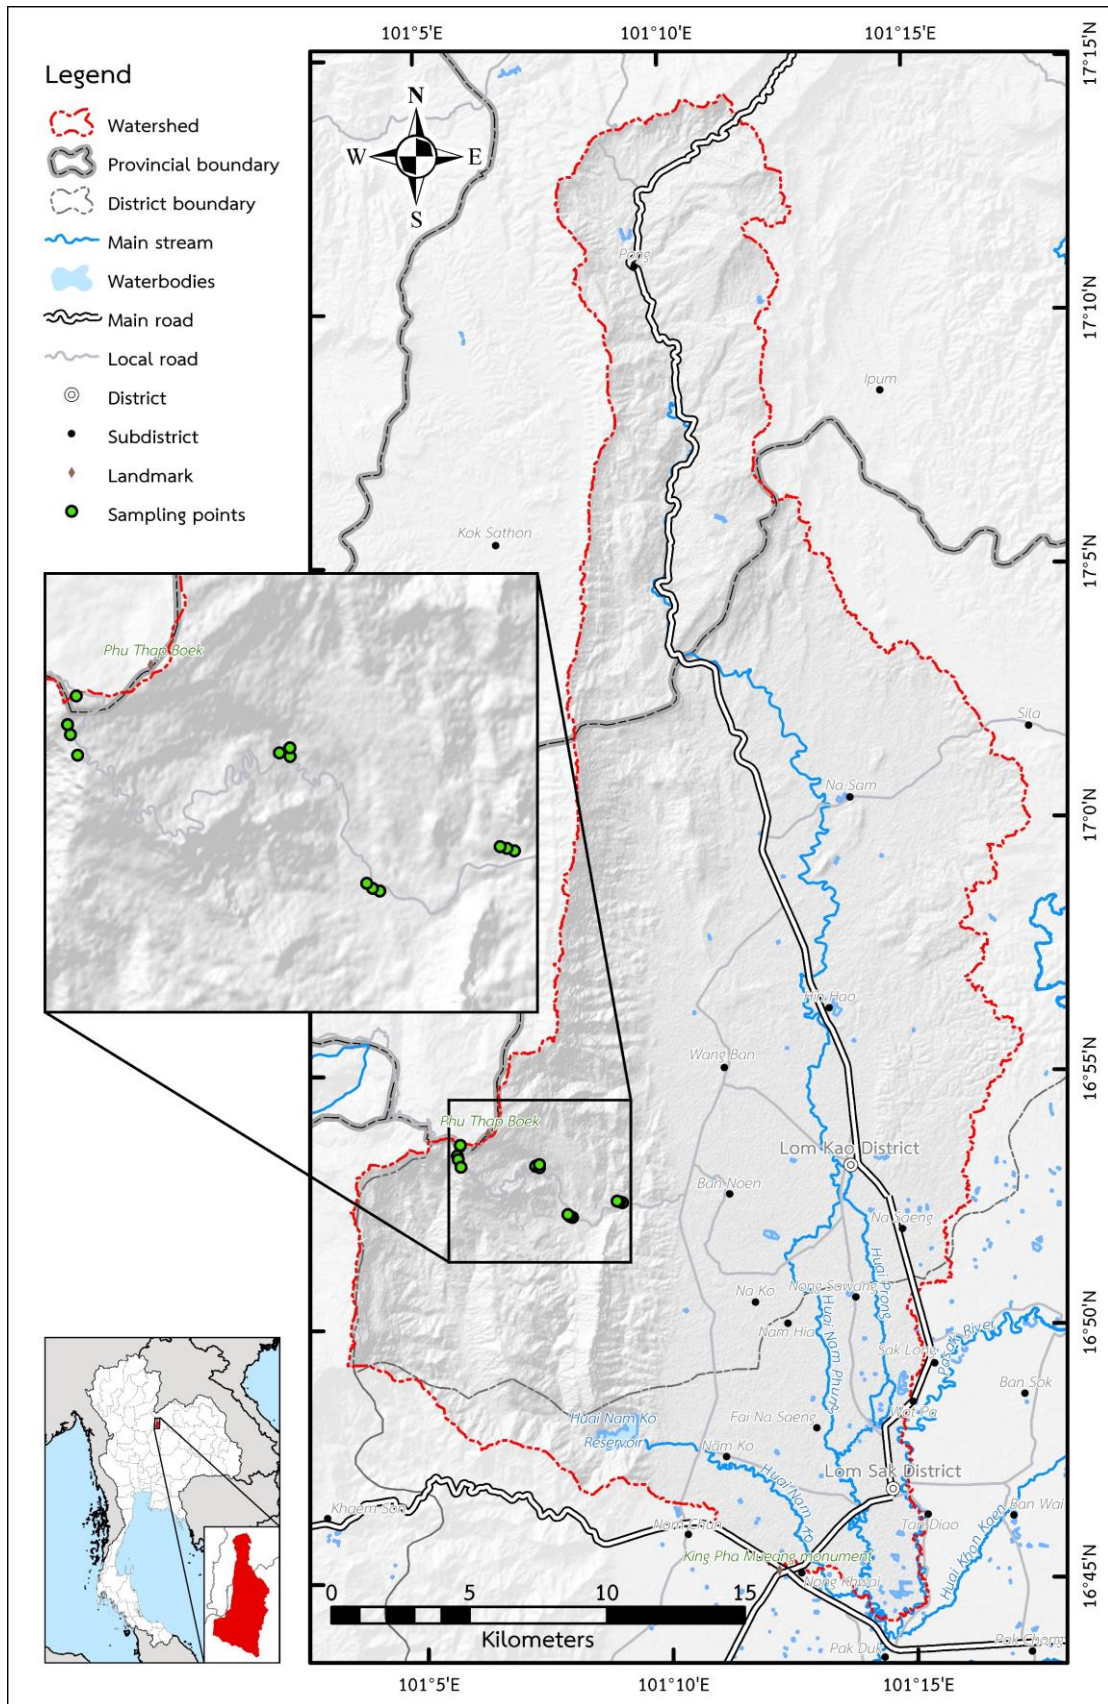 101°5'E
101°10'E
101°15'E
17°15'N
Legend
Watershed
Provincial boundary
District boundary
Main stream
Waterbodies
Main road
Local road
District
Subdistrict
Landmark
Sampling points
N
W
E
S
Pong
17°10'N
Ipum
Kok Sathon
17°5'N
Phu Thap Boek
Sila
Na Sam
17°0'N
Hin Hao
Wang Ban
16°55'N
Phu Thap Boek
Lom Kao District
Ban Noen
Na Saeng
Huai Prong
Na Ko
Nong Sawang
Nam Hia
Huai Nam Phung
16°50'N
Pasak River
Sak Long
Ban Sok
Wat Pa
Huai Nam Ko
Reservoir
Fai Na Saeng
Nam Ko
Huai Nam Ko
Lom Sak District
Khaem Son
Nam Chun
Tan Diao
Ban Wai
Huai Khon Kaen
King Pha Mueang monument
Nong Khwai
16°45'N
0
5
10
15
Kilometers
Pak Duk
Pak Chong
101°5'E
101°10'E
101°15'E